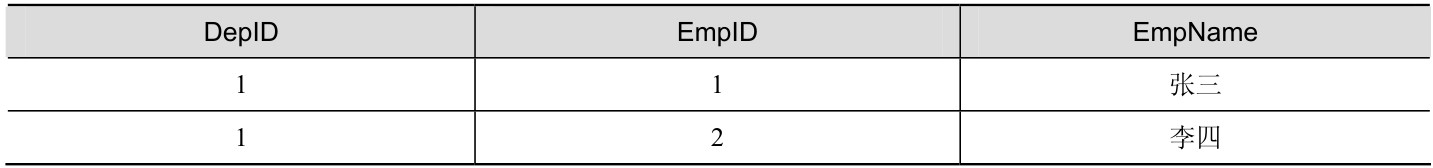 DepID EmpID EmpName
1 1 张三
1 2 李四